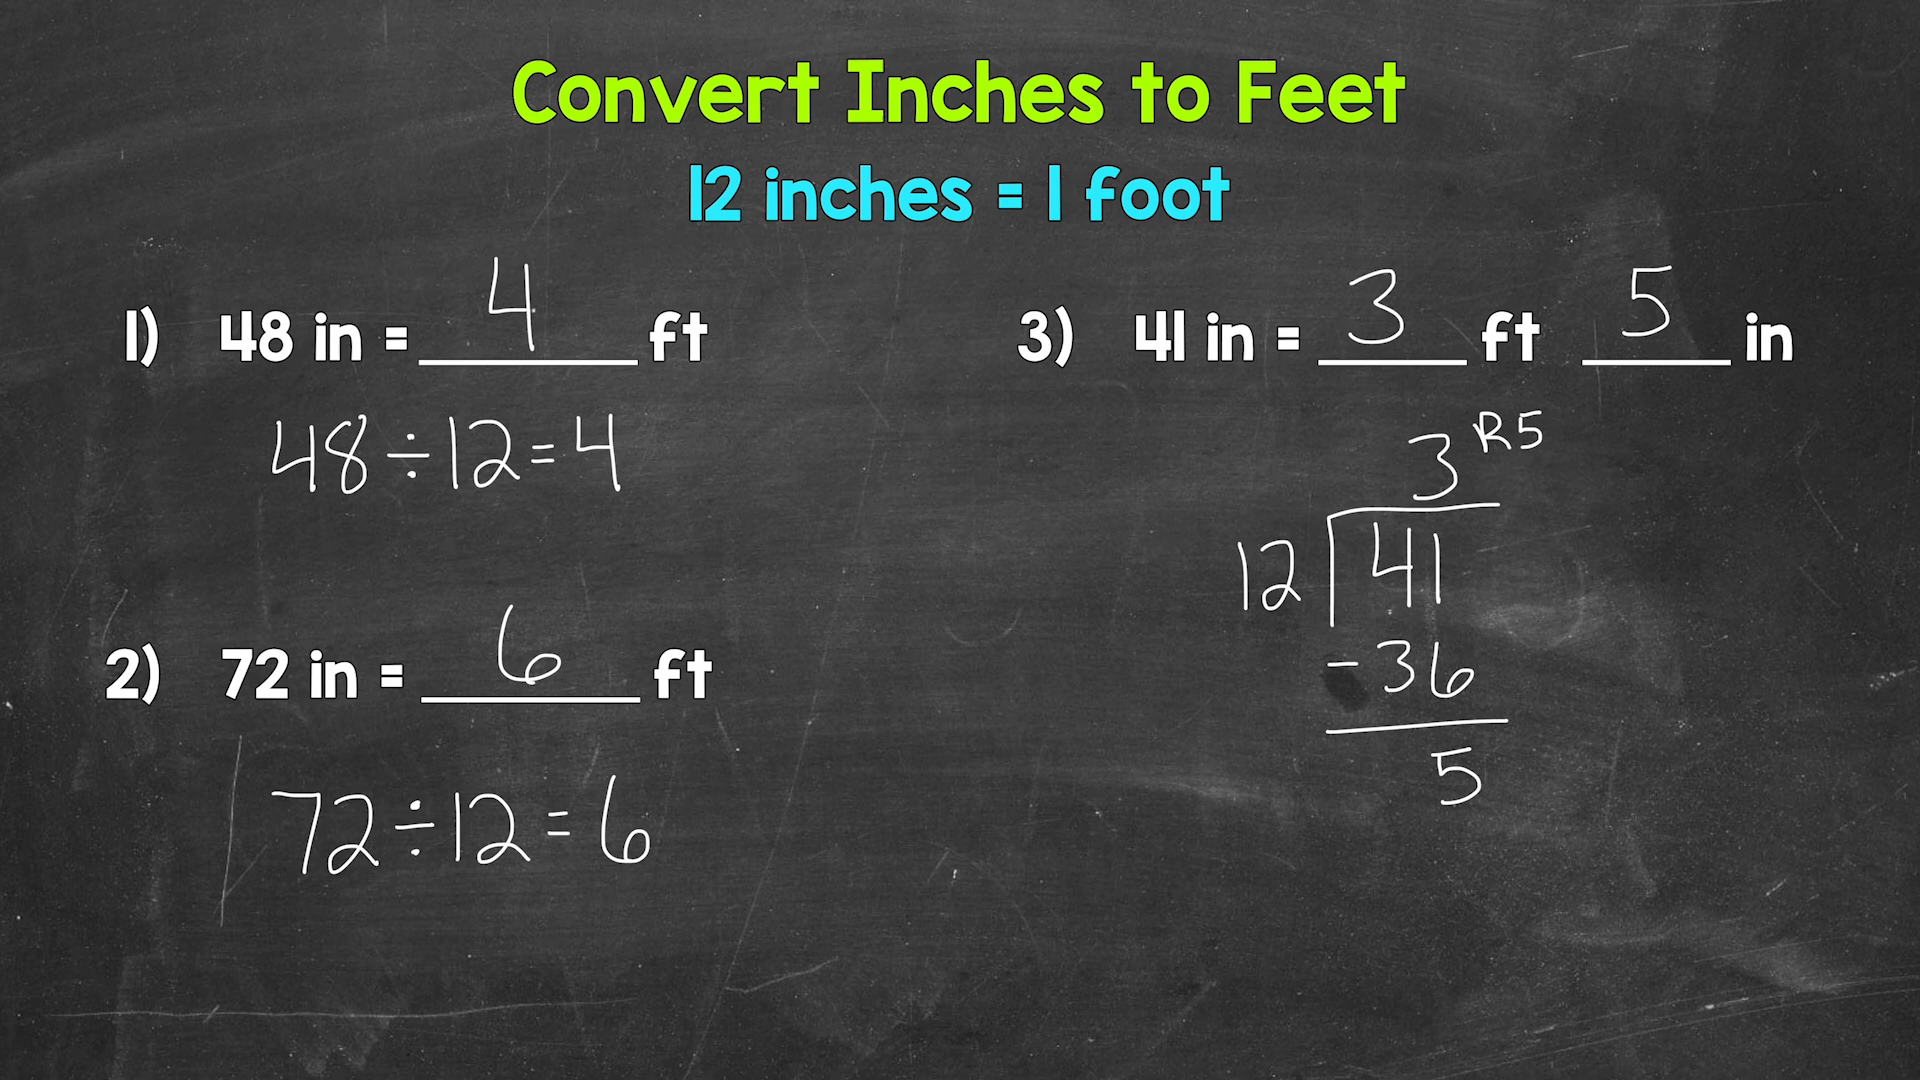 Convert Inches to Feet
12 inches = 1 foot
1) 48 in = 4 ft
48 ÷ 12 = 4
2) 72 in = 6 ft
72 ÷ 12 = 6
3) 41 in = 3 ft 5 in
3 R5
12 41
- 36
5